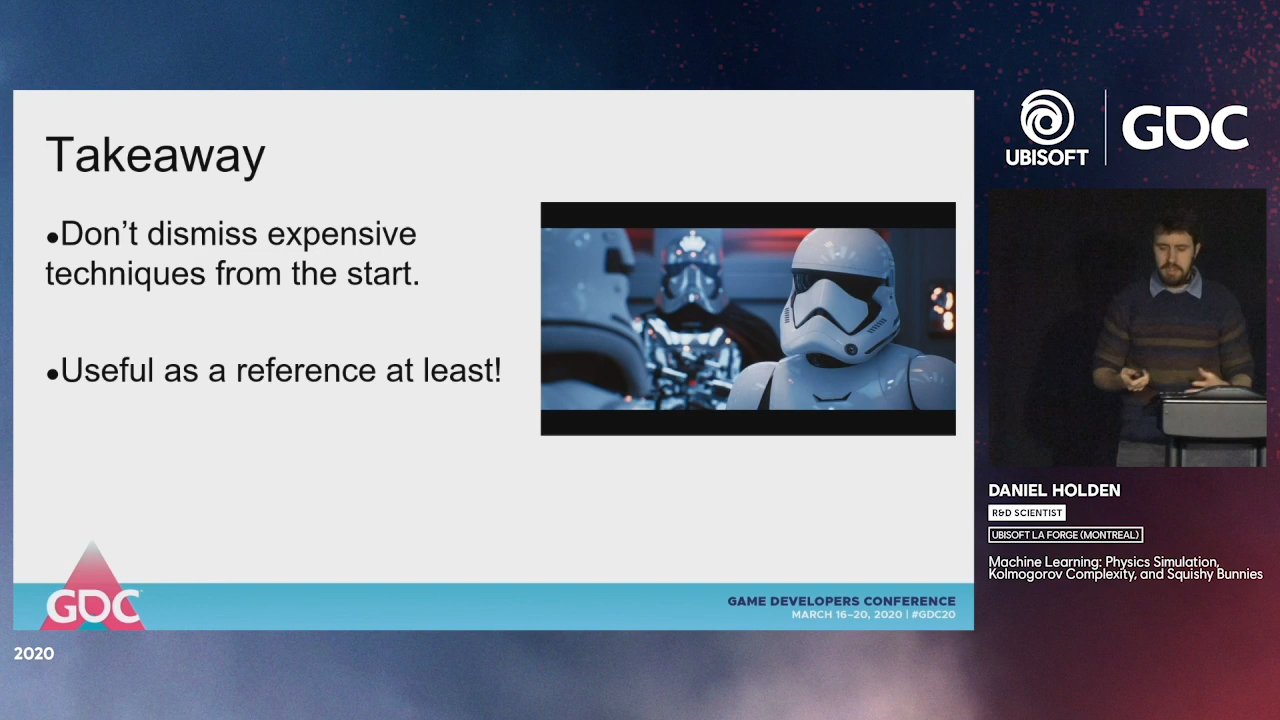 Takeaway
●Don’t dismiss expensive
techniques from the start.
●Useful as a reference at least!
GDC
GAME DEVELOPERS CONFERENCE
MARCH 16–20, 2020 | #GDC20
2020
UBISOFT
GDC
DANIEL HOLDEN
R&D SCIENTIST
UBISOFT LA FORGE (MONTREAL)
Machine Learning: Physics Simulation,
Kolmogorov Complexity, and Squishy Bunnies